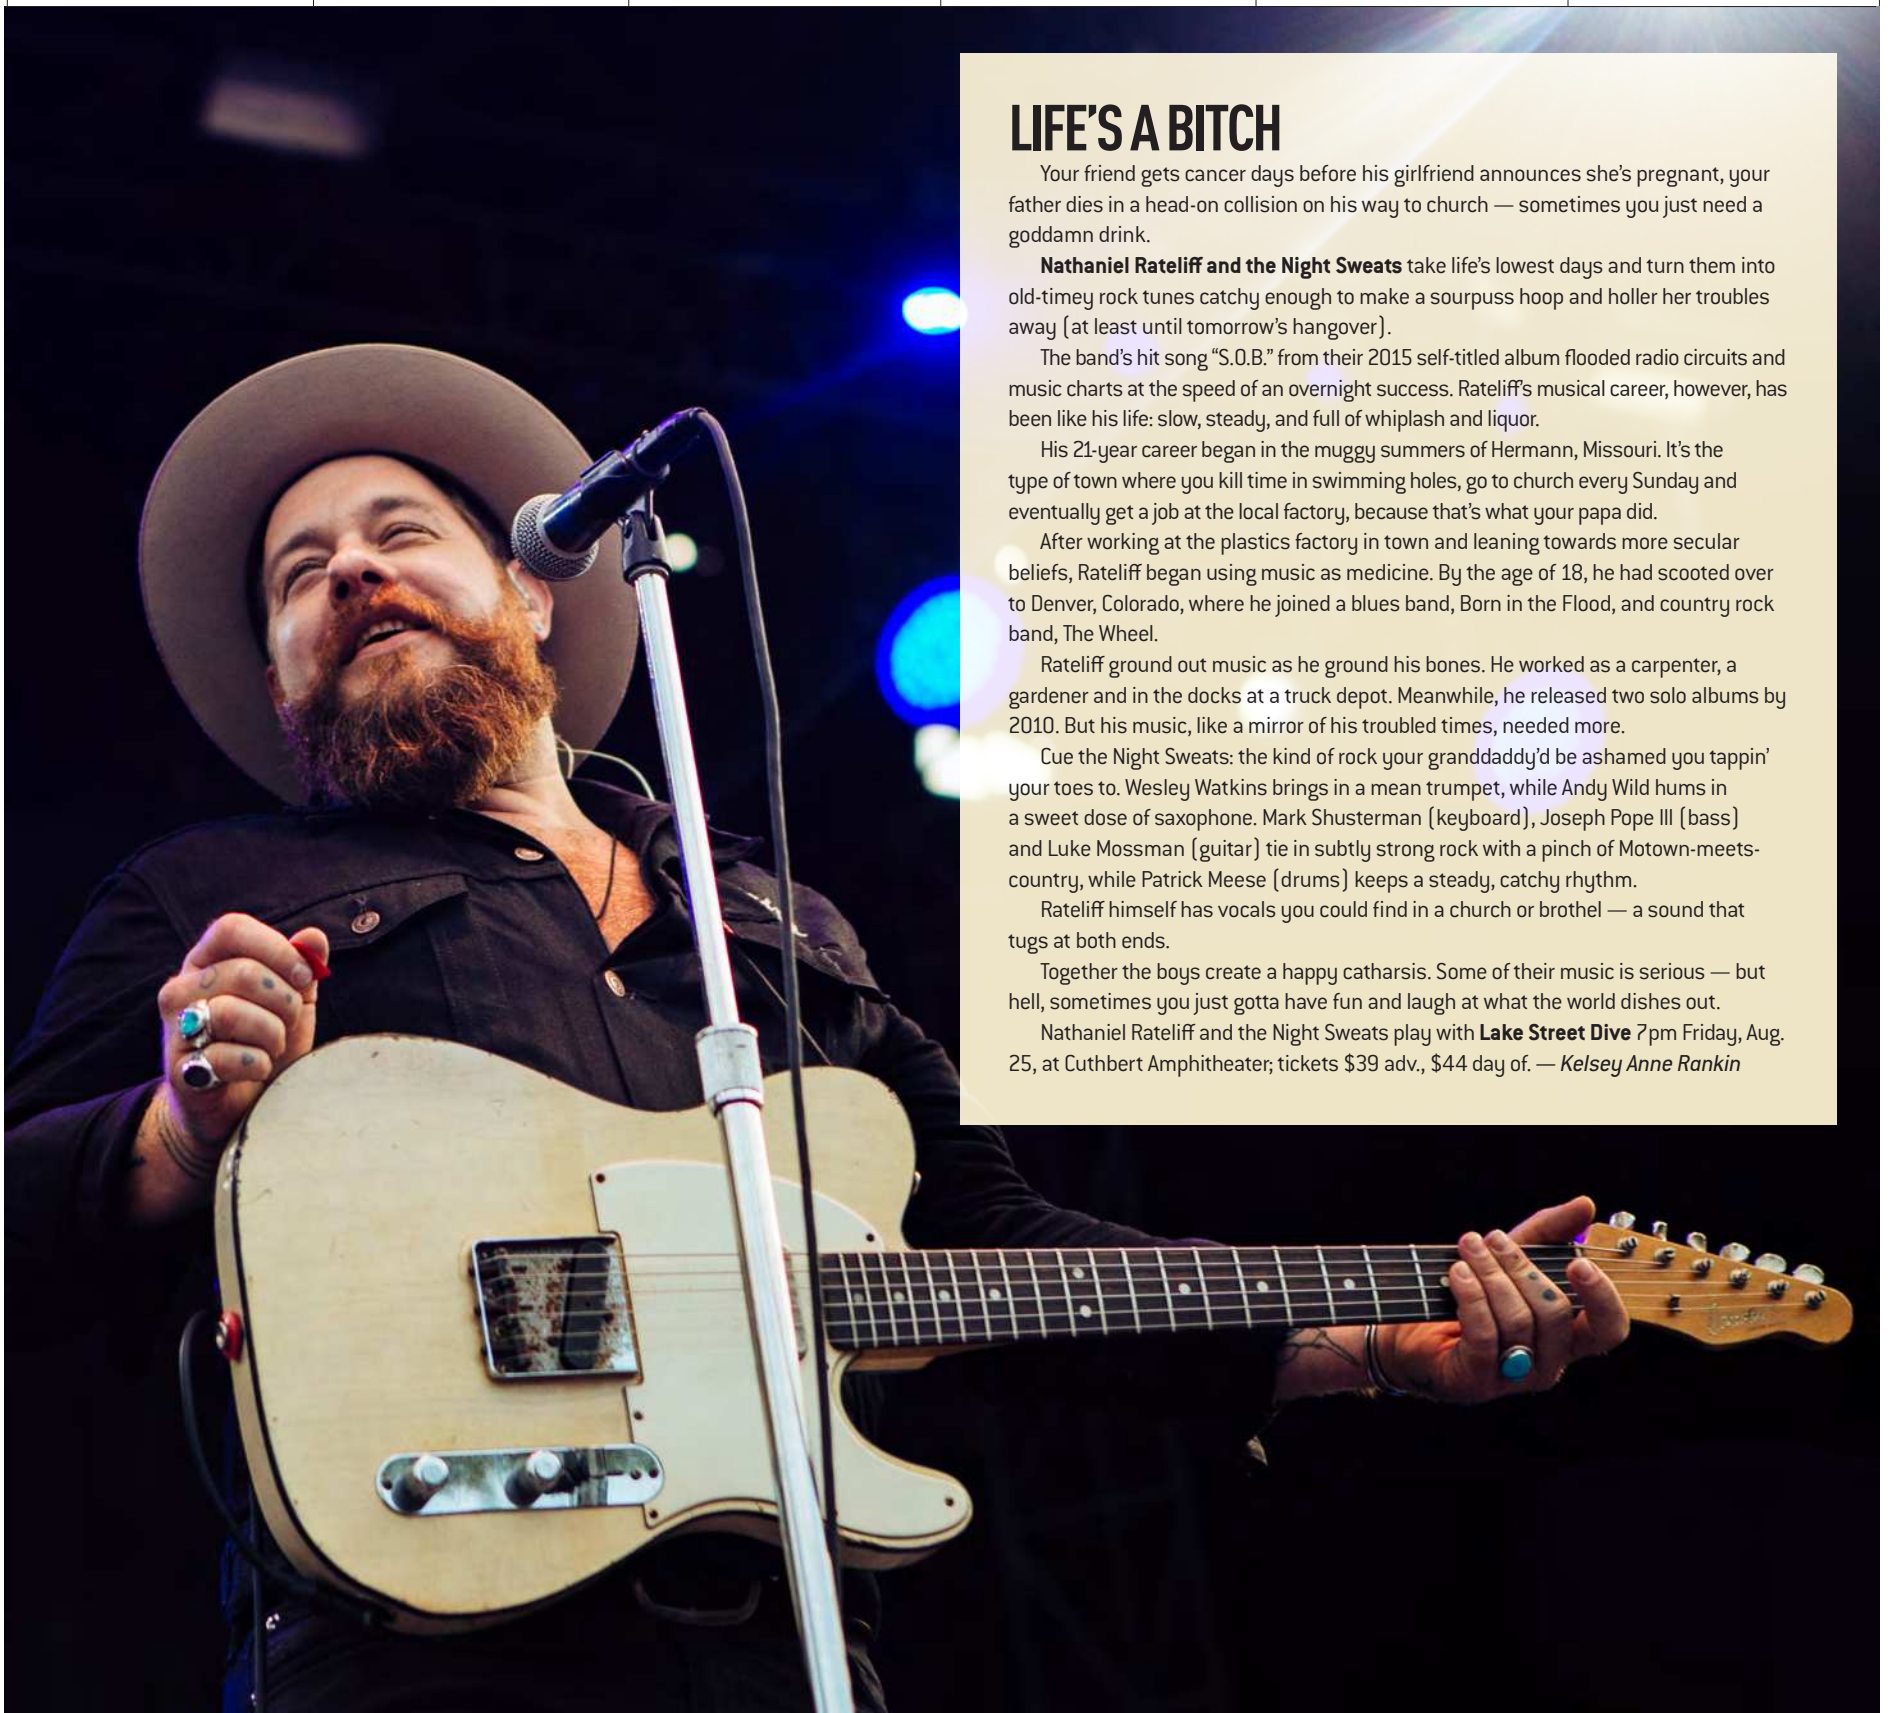 LIFE'S A BITCH
Your friend gets cancer days before his girlfriend announces she's pregnant, your
father dies in a head-on collision on his way to church — sometimes you just need a
goddamn drink.
Nathaniel Rateliff and the Night Sweats take life's lowest days and turn them into
old-timey rock tunes catchy enough to make a sourpuss hoop and holler her troubles
away (at least until tomorrow's hangover).
The band's hit song “S.O.B.” from their 2015 self-titled album flooded radio circuits and
music charts at the speed of an overnight success. Rateliff's musical career, however, has
been like his life: slow, steady, and full of whiplash and liquor.
His 21-year career began in the muggy summers of Hermann, Missouri. It's the
type of town where you kill time in swimming holes, go to church every Sunday and
eventually get a job at the local factory, because that's what your papa did.
After working at the plastics factory in town and leaning towards more secular
beliefs, Rateliff began using music as medicine. By the age of 18, he had scooted over
to Denver, Colorado, where he joined a blues band, Born in the Flood, and country rock
band, The Wheel.
Rateliff ground out music as he ground his bones. He worked as a carpenter, a
gardener and in the docks at a truck depot. Meanwhile, he released two solo albums by
2010. But his music, like a mirror of his troubled times, needed more.
Cue the Night Sweats: the kind of rock your granddaddy'd be ashamed you tappin'
your toes to. Wesley Watkins brings in a mean trumpet, while Andy Wild hums in
a sweet dose of saxophone. Mark Shusterman (keyboard), Joseph Pope III (bass)
and Luke Mossman (guitar) tie in subtly strong rock with a pinch of Motown-meets-
country, while Patrick Meese (drums) keeps a steady, catchy rhythm.
Rateliff himself has vocals you could find in a church or brothel — a sound that
tugs at both ends.
Together the boys create a happy catharsis. Some of their music is serious — but
hell, sometimes you just gotta have fun and laugh at what the world dishes out.
Nathaniel Rateliff and the Night Sweats play with Lake Street Dive 7pm Friday, Aug.
25, at Cuthbert Amphitheater; tickets $39 adv., $44 day of. — Kelsey Anne Rankin